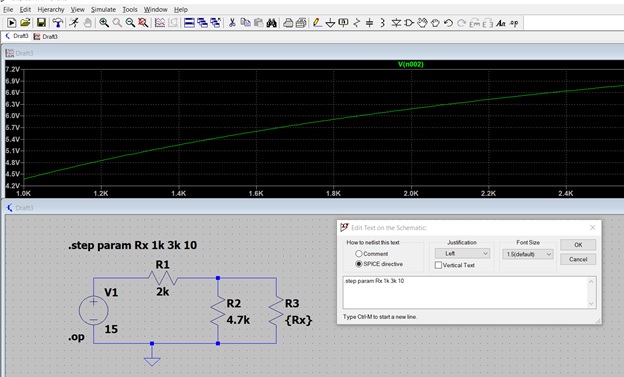 File Edit Hierarchy View Simulate Tools Window Help
Draft3 Draft3
Draft3
V(n002)
7.2V
6.9V
6.6V
6.3V
6.0V
5.7V
5.4V
5.1V
4.8V
4.5V
4.2V
1.0K 1.2K 1.4K 1.6K 1.8K 2.0K 2.2K 2.4K
Draft3
.step param Rx 1k 3k 10
R1
2k
V1
15
R2
4.7k
R3
{Rx}
.op
Edit Text on the Schematic:
How to netlist this text
Comment
SPICE directive
Justification
Left
Vertical Text
Font Size
1.5(default)
OK
Cancel
.step param Rx 1k 3k 10
Type Ctrl-M to start a new line.